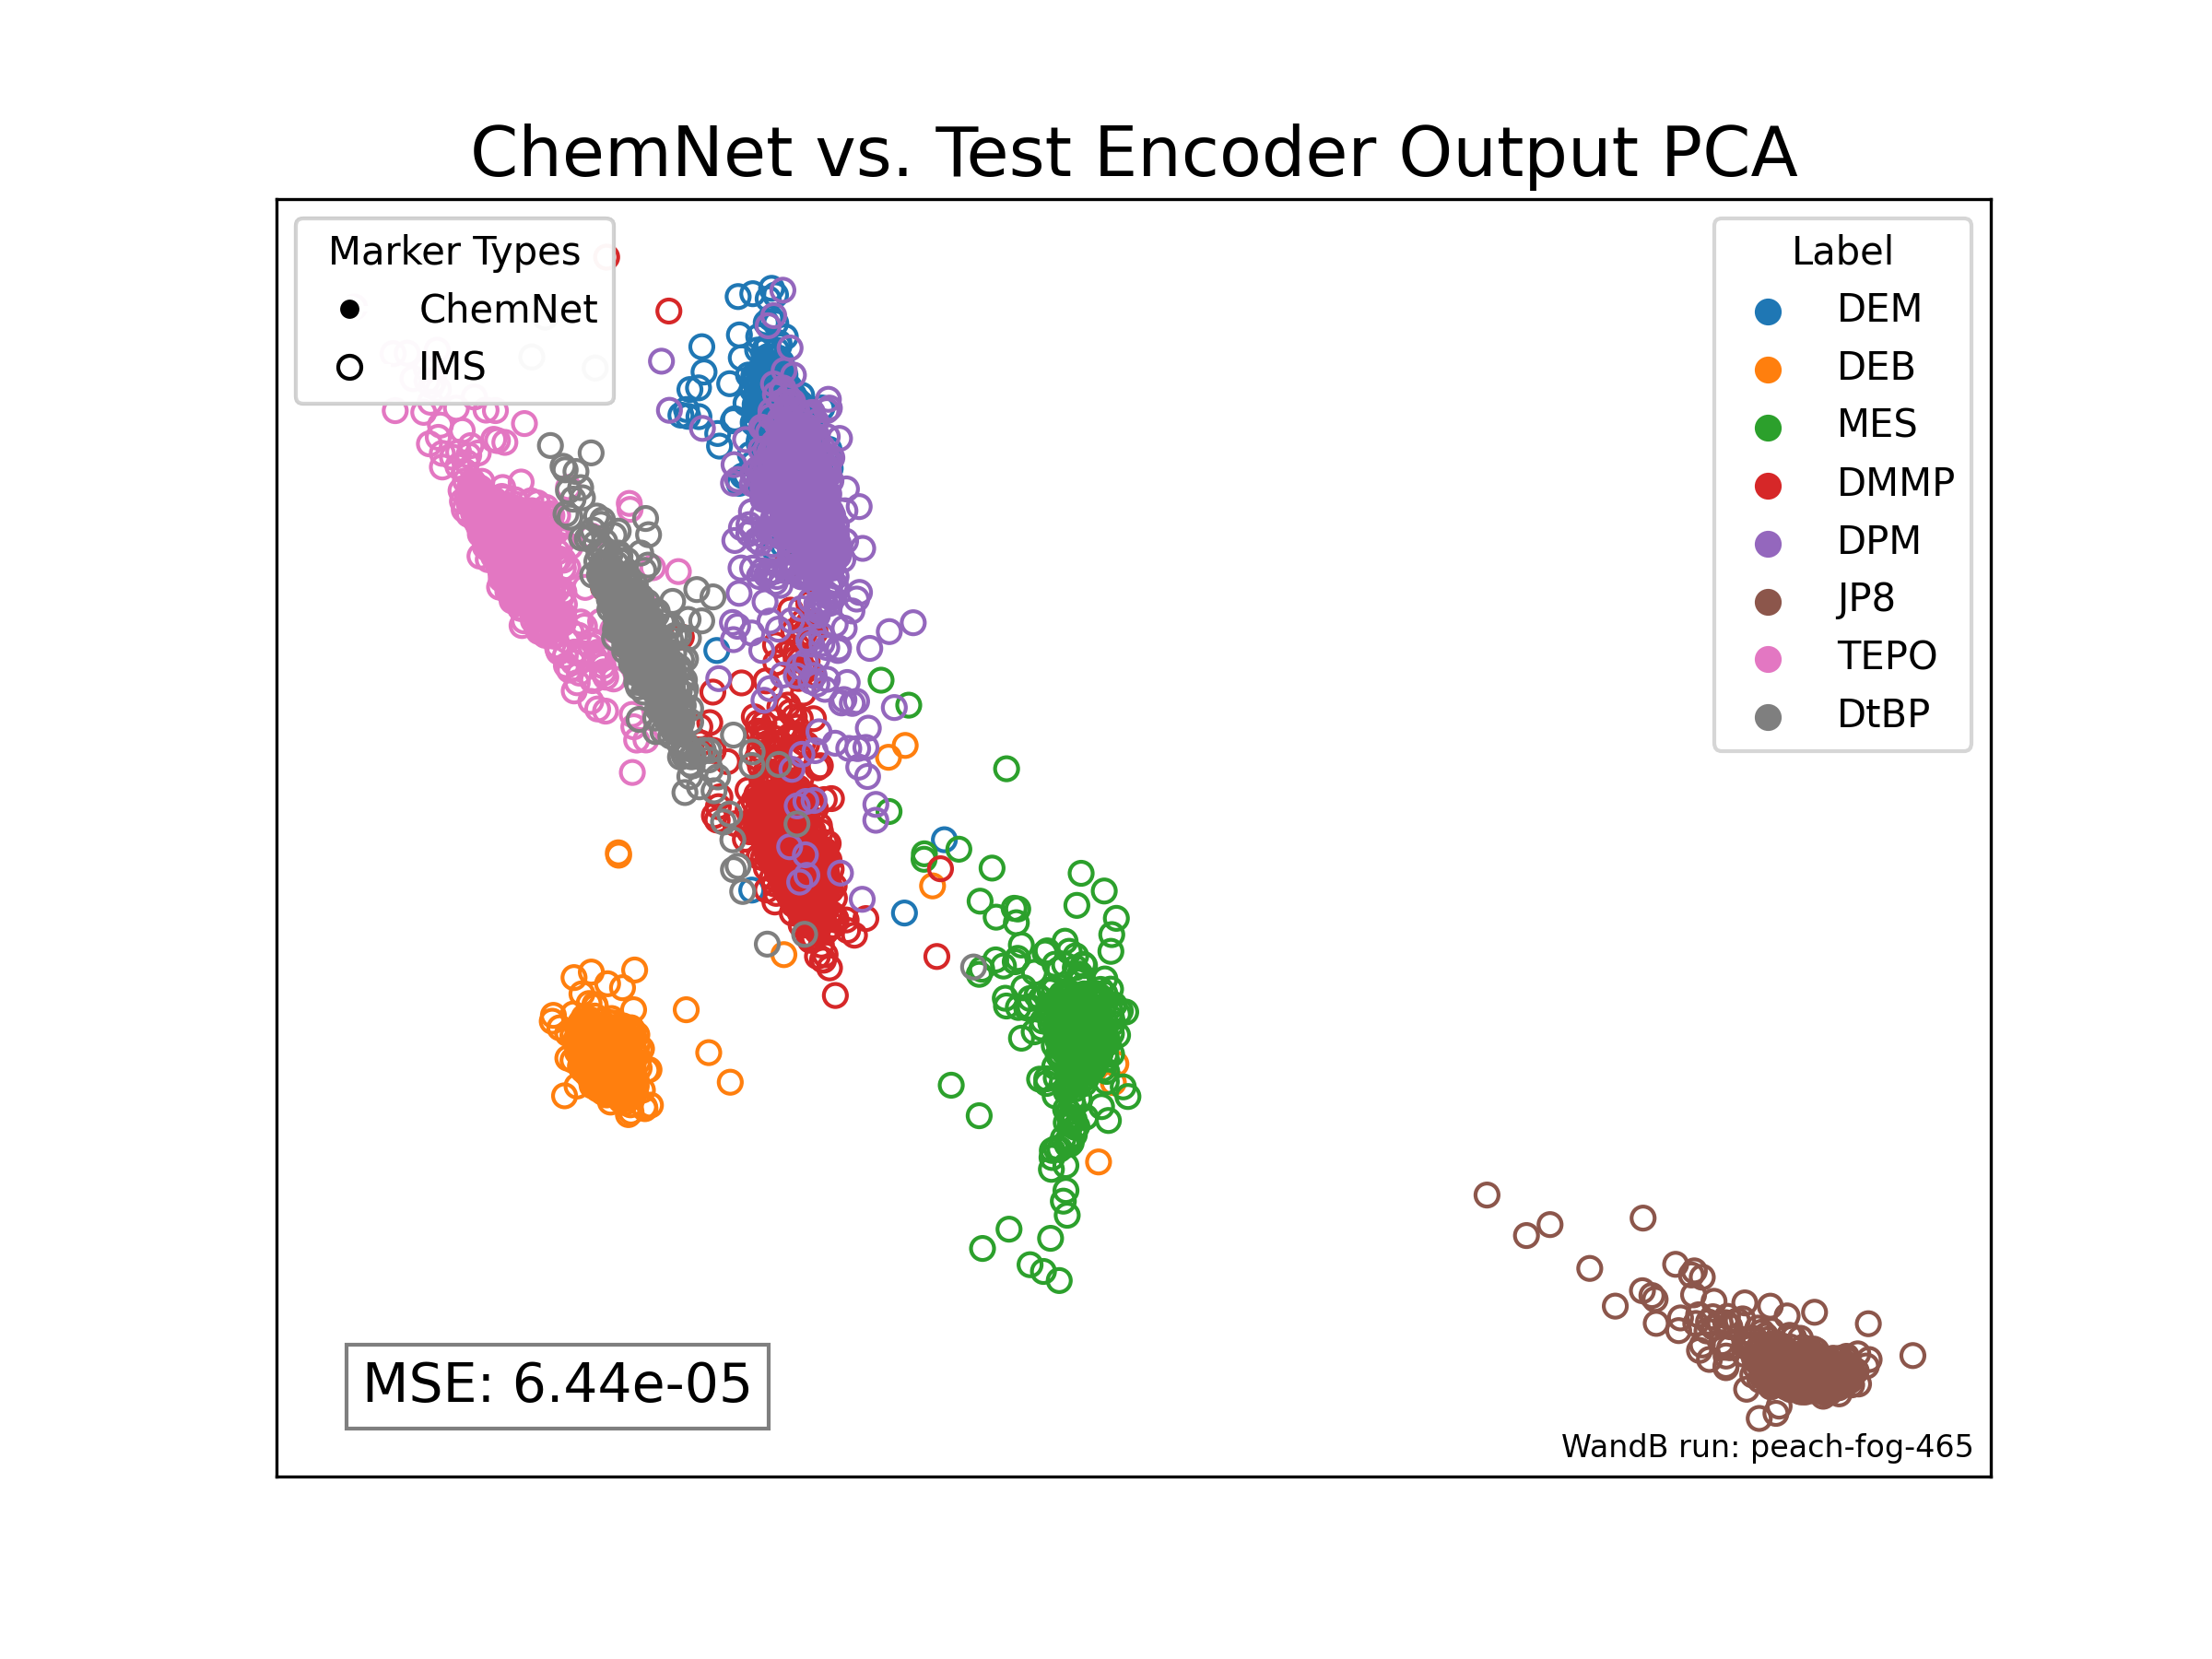 ChemNet vs. Test Encoder Output PCA
Marker Types
ChemNet
IMS
Label
DEM
DEB
MES
DMMP
DPM
JP8
TEPO
DtBP
MSE: 6.44e-05
WandB run: peach-fog-465